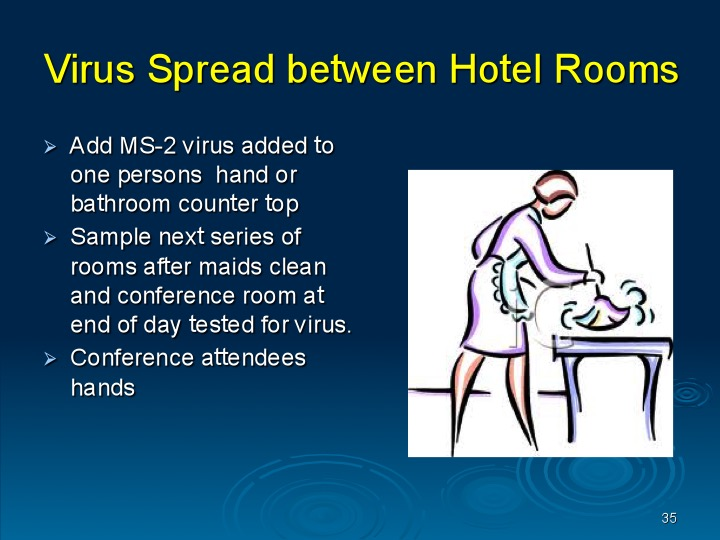 Virus Spread between Hotel Rooms
➢ Add MS-2 virus added to
one persons  hand or
bathroom counter top
➢ Sample next series of
rooms after maids clean
and conference room at
end of day tested for virus.
➢ Conference attendees
hands
35